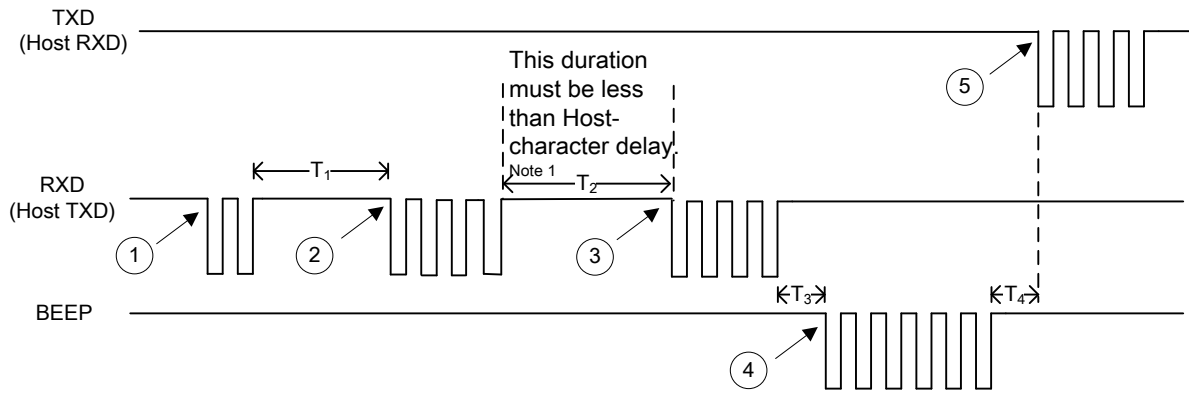 TXD
(Host RXD)
This duration
must be less
than Host-
character delay.
Note 1
5
T1
T2
RXD
(Host TXD)
1
2
3
T3
T4
BEEP
4